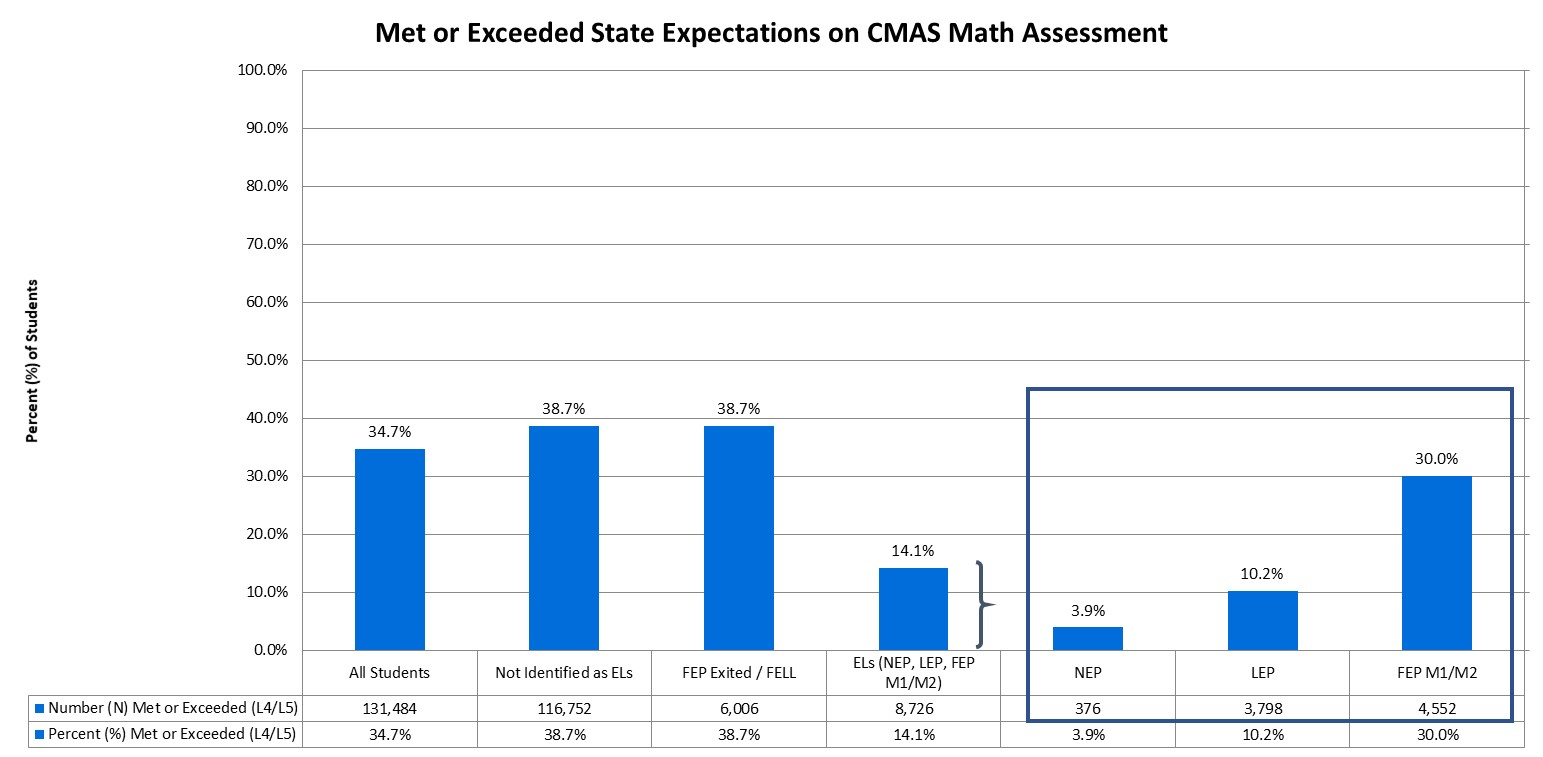 Met or Exceeded State Expectations on CMAS Math Assessment
Percent (%) of Students
100.0%
90.0%
80.0%
70.0%
60.0%
50.0%
40.0%
30.0%
20.0%
10.0%
0.0%
34.7%
38.7%
38.7%
14.1%
3.9%
10.2%
30.0%
All Students
Not Identified as ELs
FEP Exited / FELL
ELs (NEP, LEP, FEP
M1/M2)
NEP
LEP
FEP M1/M2
Number (N) Met or Exceeded (L4/L5) 131,484 116,752 6,006 8,726 376 3,798 4,552
Percent (%) Met or Exceeded (L4/L5) 34.7% 38.7% 38.7% 14.1% 3.9% 10.2% 30.0%